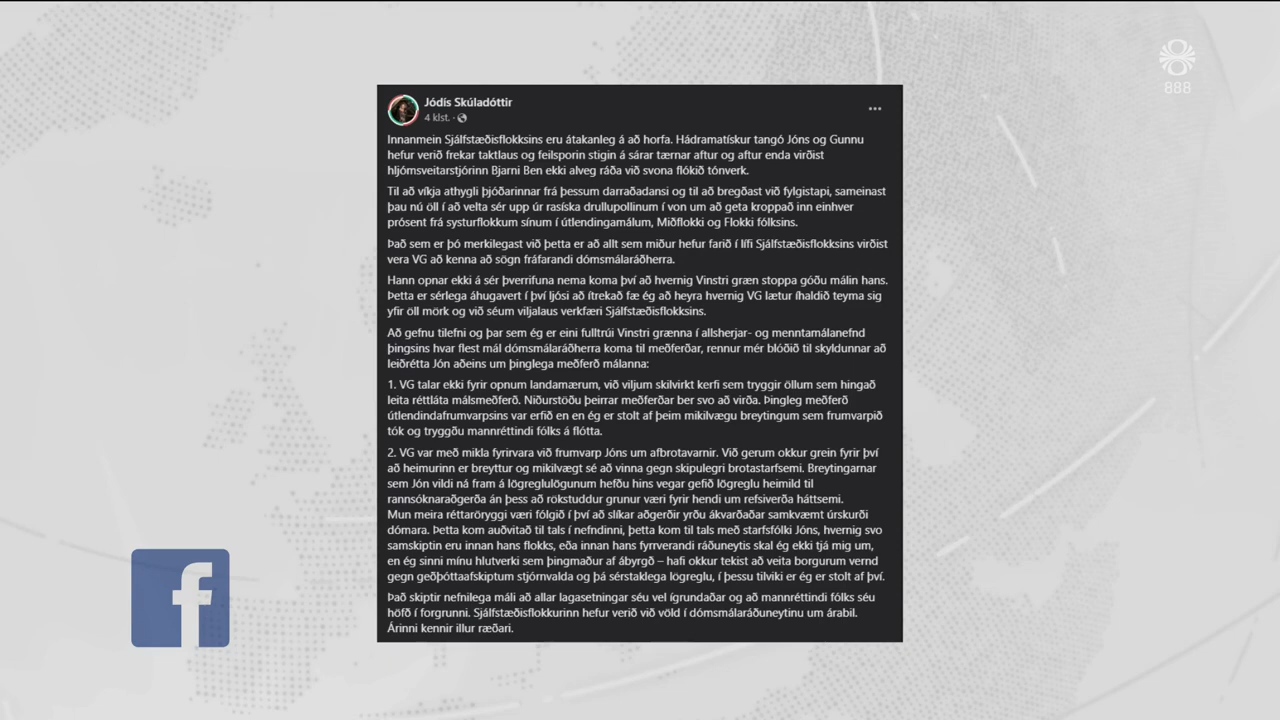 888
Jódís Skúladóttir
4 klst. ·
Innanmein Sjálfstæðisflokksins eru átakanleg á að horfa. Hádramatískur tangó Jóns og Gunnu
hefur verið frekar taktlaus og feilsporin stigin á sárar tærnar aftur og aftur enda virðist
hljómsveitarstjórinn Bjarni Ben ekki alveg ráða við svona flókið tónverk.
Til að víkja athygli þjóðarinnar frá þessum darraðadansi og til að bregðast við fylgistapi, sameinast
þau nú öll í að velta sér upp úr rasíska drullupollinum í von um að geta kroppað inn einhver
prósent frá systurflokkum sínum í útlendingamálum, Miðflokki og Flokki fólksins.
Það sem er þó merkilegast við þetta er að allt sem miður hefur farið í lífi Sjálfstæðisflokksins virðist
vera VG að kenna að sögn fráfarandi dómsmálaráðherra.
Hann opnar ekki á sér þverrifuna nema koma því að hvernig Vinstri græn stoppa góðu málin hans.
Þetta er sérlega áhugavert í því ljósi að ítrekað fæ ég að heyra hvernig VG lætur íhaldið teyma sig
yfir öll mörk og við séum viljalaus verkfæri Sjálfstæðisflokksins.
Að gefnu tilefni og þar sem ég er eini fulltrúi Vinstri grænna í allsherjar- og menntamálanefnd
þingsins hvar flest mál dómsmálaráðherra koma til meðferðar, rennur mér blóðið til skyldunnar að
leiðrétta Jón aðeins um þinglega meðferð málanna:
1. VG talar ekki fyrir opnum landamærum, við viljum skilvirkt kerfi sem tryggir öllum sem hingað
leita réttláta málsmeðferð. Niðurstöðu þeirrar meðferðar ber svo að virða. Þingleg meðferð
útlendindafrumvarpsins var erfið en en ég er stolt af þeim mikilvægu breytingum sem frumvarpið
tók og tryggðu mannréttindi fólks á flótta.
2. VG var með mikla fyrirvara við frumvarp Jóns um afbrotavarnir. Við gerum okkur grein fyrir því
að heimurinn er breyttur og mikilvægt sé að vinna gegn skipulegri brotastarfsemi. Breytingarnar
sem Jón vildi ná fram á lögreglulögunum hefðu hins vegar gefið lögreglu heimild til
rannsóknaraðgerða án þess að rökstuddur grunur væri fyrir hendi um refsiverða háttsemi.
Mun meira réttaröryggi væri fólgið í því að slíkar aðgerðir yrðu ákvarðaðar samkvæmt úrskurði
dómara. Þetta kom auðvitað til tals í nefndinni, þetta kom til tals með starfsfólki Jóns, hvernig svo
samskiptin eru innan hans flokks, eða innan hans fyrrverandi ráðuneytis skal ég ekki tjá mig um,
en ég sinni mínu hlutverki sem þingmaður af ábyrgð – hafi okkur tekist að veita borgurum vernd
gegn geðþóttaafskiptum stjórnvalda og þá sérstaklega lögreglu, í þessu tilviki er ég er stolt af því.
Það skiptir nefnilega máli að allar lagasetningar séu vel ígrundaðar og að mannréttindi fólks séu
höfð í forgrunni. Sjálfstæðisflokkurinn hefur verið við völd í dómsmálaráðuneytinu um árabil.
Árinni kennir illur ræðari.